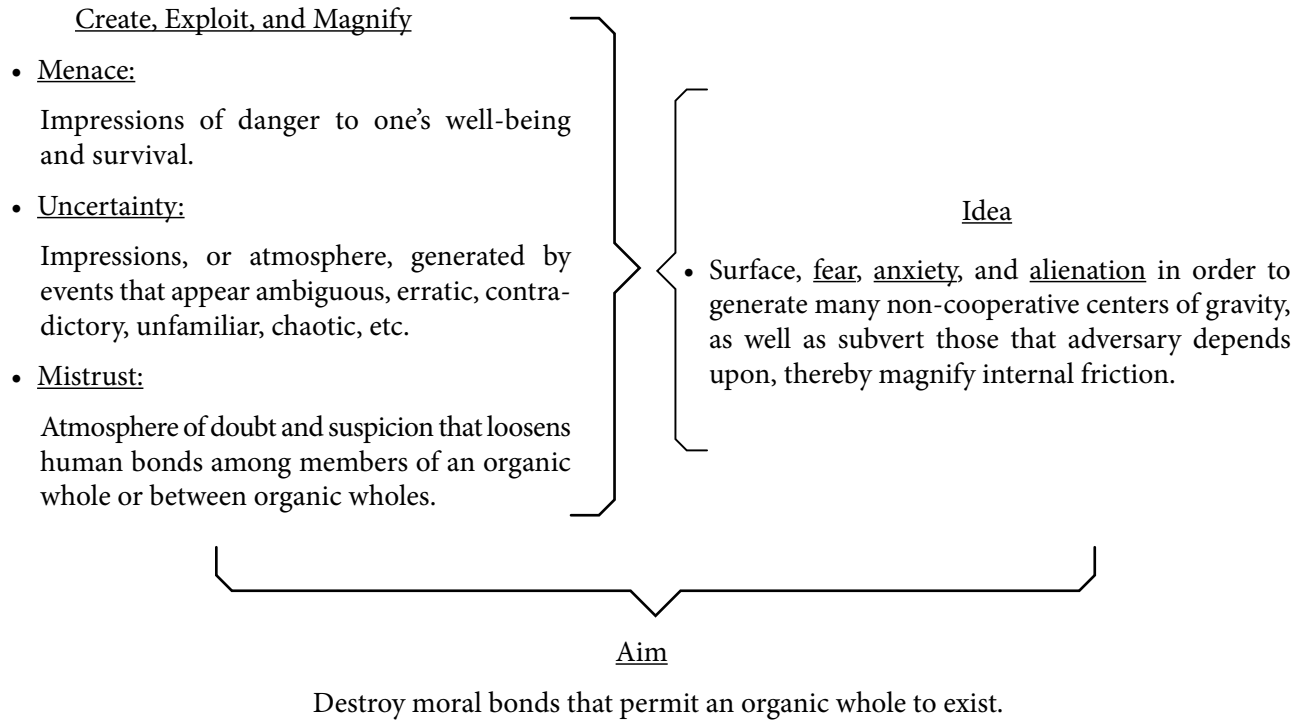 Create, Exploit, and Magnify
• Menace:
Impressions of danger to one’s well-being
and survival.
• Uncertainty:
Impressions, or atmosphere, generated by
events that appear ambiguous, erratic, contra-
dictory, unfamiliar, chaotic, etc.
• Mistrust:
Atmosphere of doubt and suspicion that loosens
human bonds among members of an organic
whole or between organic wholes.
Idea
• Surface, fear, anxiety, and alienation in order to
generate many non-cooperative centers of gravity,
as well as subvert those that adversary depends
upon, thereby magnify internal friction.
Aim
Destroy moral bonds that permit an organic whole to exist.